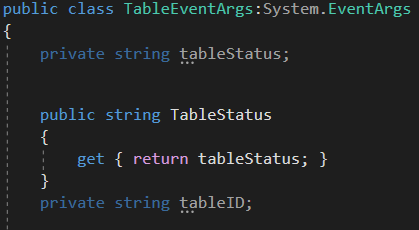 public class TableEventArgs:System.EventArgs
{
private string tableStatus;
public string TableStatus
{
get { return tableStatus; }
}
private string tableID;